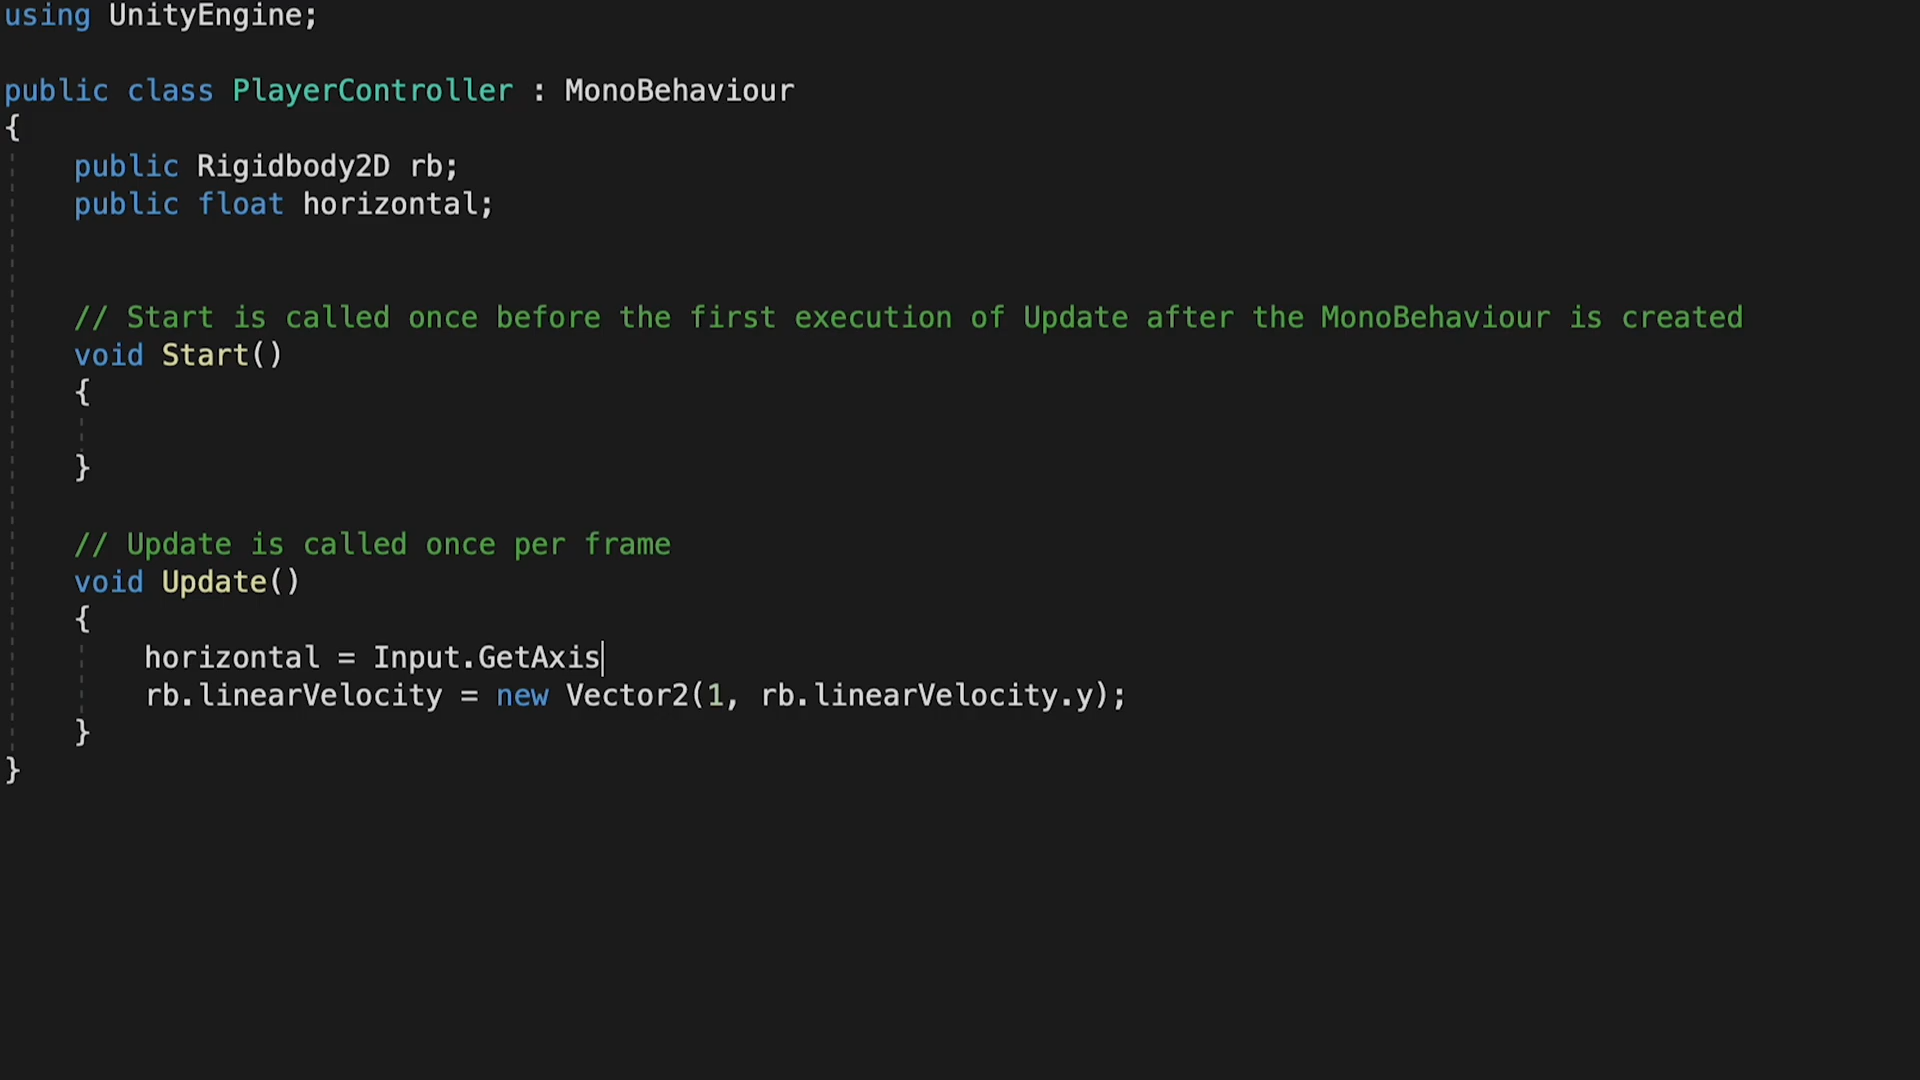 using UnityEngine;
public class PlayerController : MonoBehaviour
{
public Rigidbody2D rb;
public float horizontal;
// Start is called once before the first execution of Update after the MonoBehaviour is created
void Start()
{
}
// Update is called once per frame
void Update()
{
horizontal = Input.GetAxis
rb.linearVelocity = new Vector2(1, rb.linearVelocity.y);
}
}